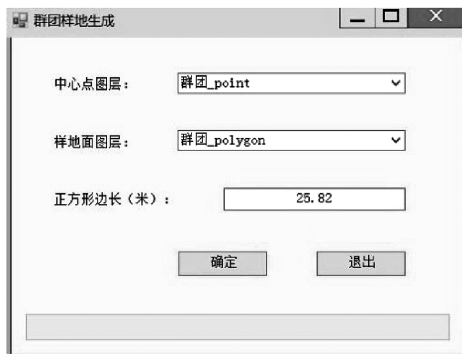 群团样地生成
中心点图层： 群团_point
样地面图层： 群团_polygon
正方形边长（米）： 25.82
确定 退出